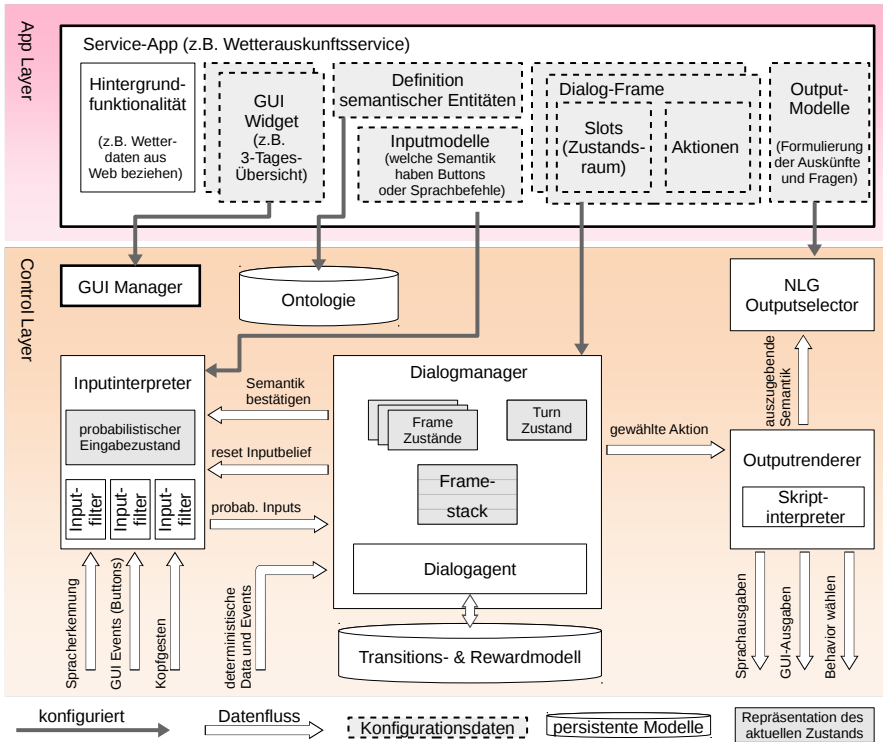 App Layer
Service-App (z.B. Wetterauskunftsservice)
Hintergrund-
funktionalität
(z.B. Wetter-
daten aus
Web beziehen)
GUI
Widget
(z.B.
3-Tages-
Übersicht)
Definition
semantischer Entitäten
Inputmodelle
(welche Semantik
haben Buttons
oder Sprachbefehle)
Dialog-Frame
Slots
(Zustands-
raum)
Aktionen
Output-
Modelle
(Formulierung
der Auskünfte
und Fragen)
Control Layer
GUI Manager
Ontologie
NLG
Outputselector
Inputinterpreter
probabilistischer
Eingabezustand
Input-
filter
Input-
filter
Input-
filter
Semantik
bestätigen
reset Inputbelief
probab. Inputs
Dialogmanager
Frame
Zustände
Turn
Zustand
Frame-
stack
Dialogagent
gewählte Aktion
auszugebende
Semantik
Outputrenderer
Skript-
interpreter
Spracherkennung
GUI Events (Buttons)
Kopfgesten
deterministische
Data und Events
Transitions- & Rewardmodell
Sprachausgaben
GUI-Ausgaben
Behavior wählen
konfiguriert
Datenfluss
Konfigurationsdaten
persistente Modelle
Repräsentation des
aktuellen Zustands